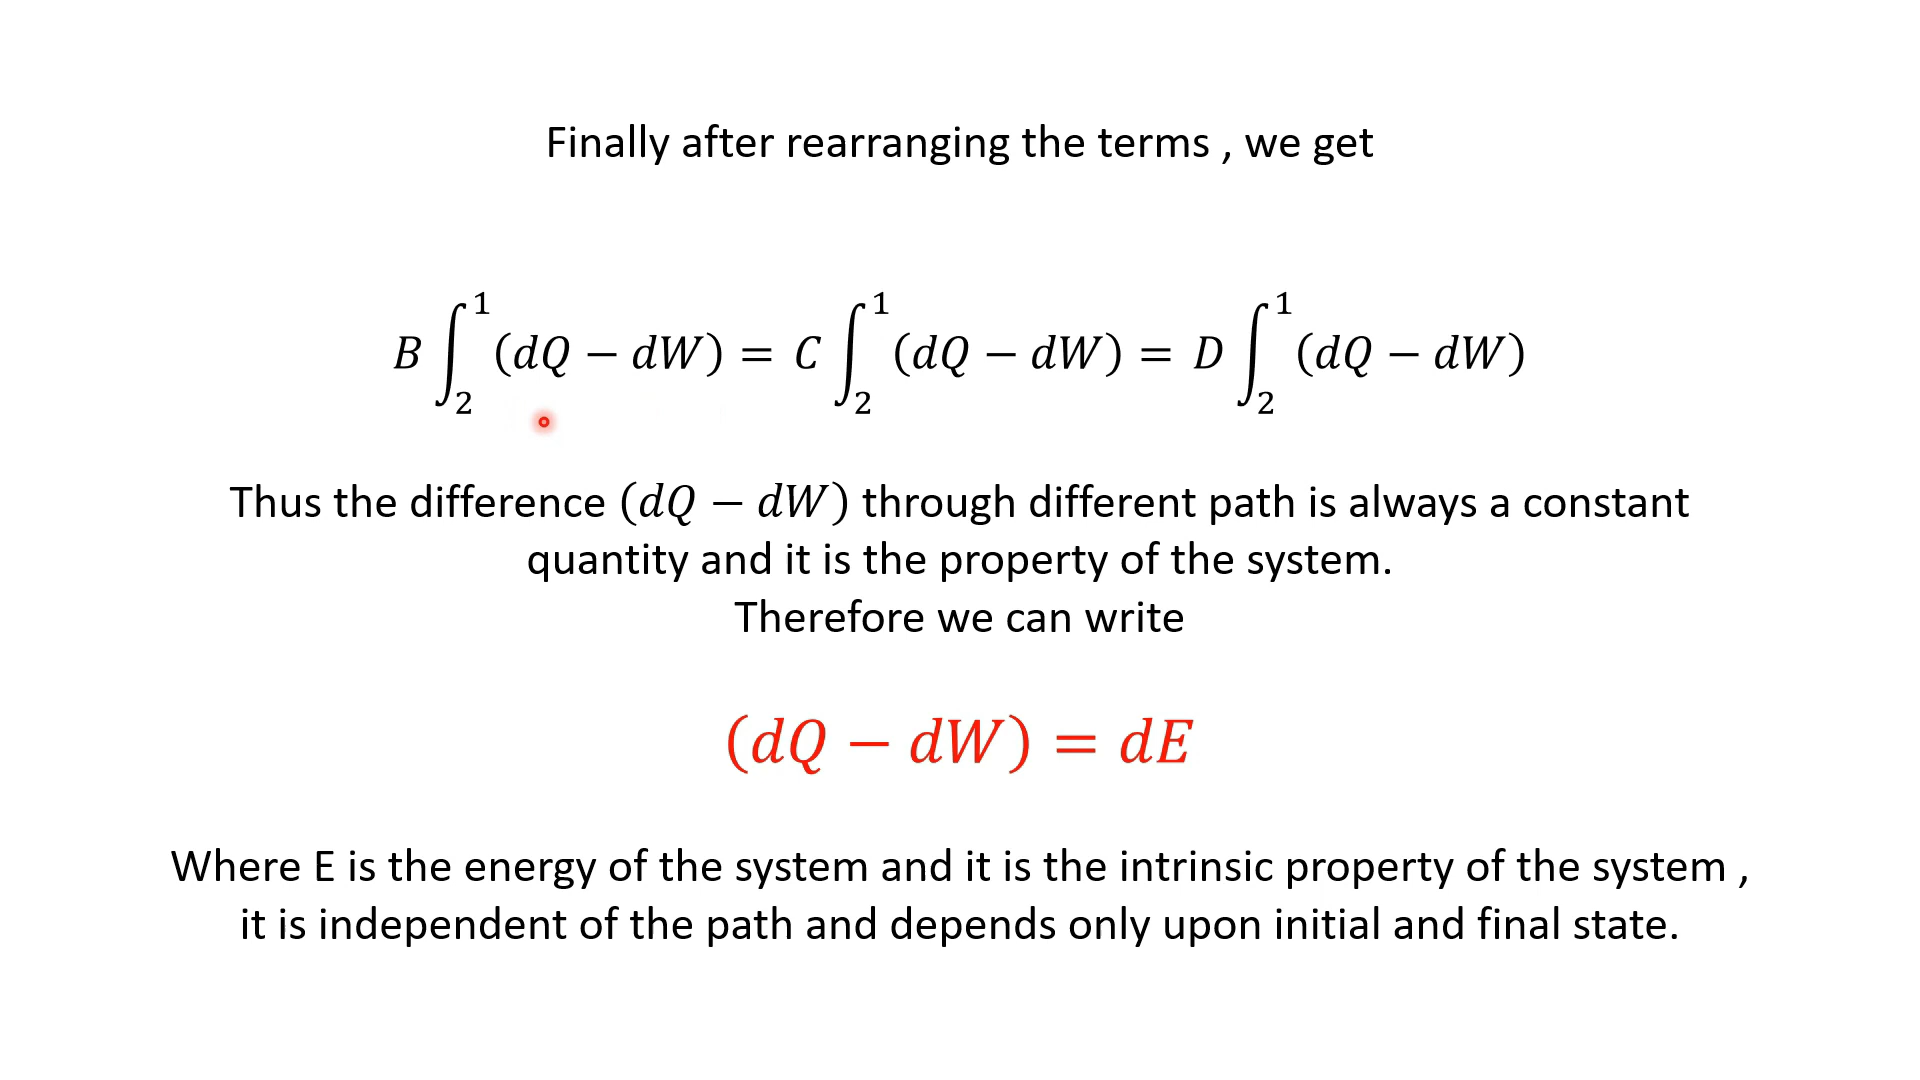 Finally after rearranging the terms , we get
B∫₂¹(dQ − dW) = C∫₂¹(dQ − dW) = D∫₂¹(dQ − dW)
Thus the difference (dQ − dW) through different path is always a constant
quantity and it is the property of the system.
Therefore we can write
(dQ − dW) = dE
Where E is the energy of the system and it is the intrinsic property of the system ,
it is independent of the path and depends only upon initial and final state.